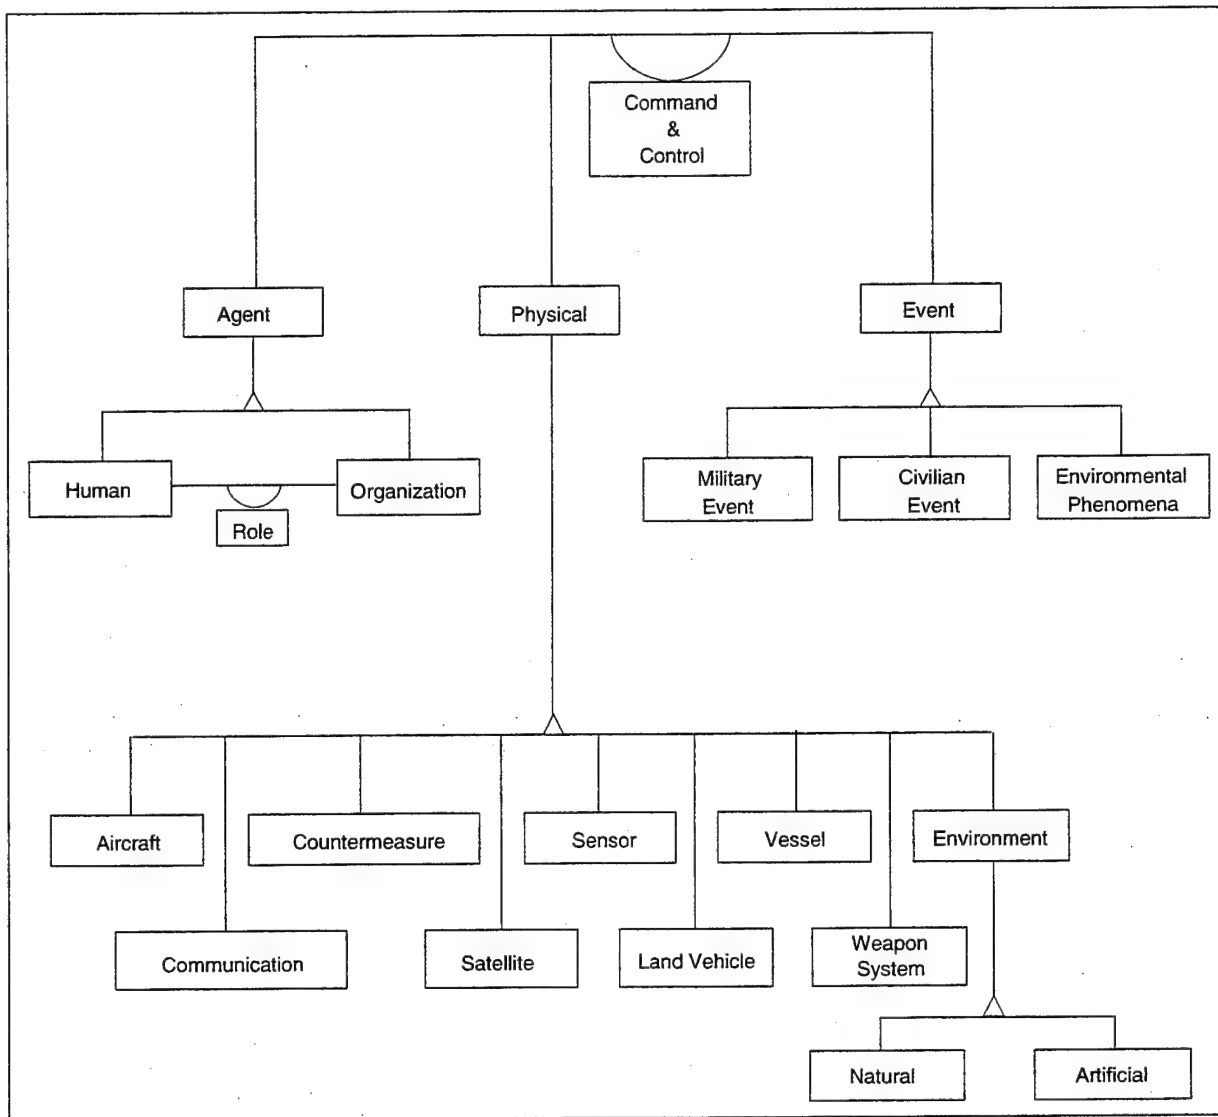 Command
&
Control
Agent
Physical
Event
Human
Organization
Role
Military
Event
Civilian
Event
Environmental
Phenomena
Aircraft
Countermeasure
Sensor
Vessel
Environment
Communication
Satellite
Land Vehicle
Weapon
System
Natural
Artificial